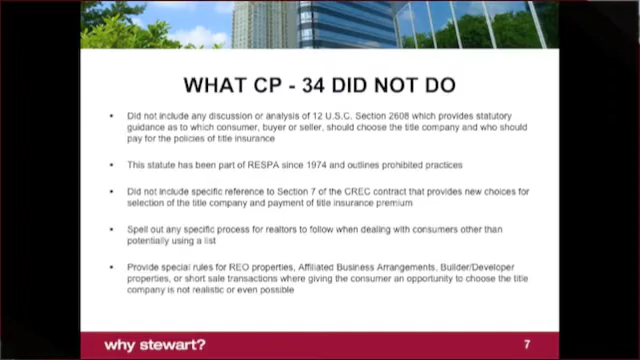 WHAT CP - 34 DID NOT DO
Did not include any discussion or analysis of 12 U.S.C. Section 2608 which provides statutory
guidance as to which consumer, buyer or seller, should choose the title company and who should
pay for the policies of title insurance
This statute has been part of RESPA since 1974 and outlines prohibited practices
Did not include specific reference to Section 7 of the CREC contract that provides new choices for
selection of the title company and payment of title insurance premium
Spell out any specific process for realtors to follow when dealing with consumers other than
potentially using a list
Provide special rules for REO properties, Affiliated Business Arrangements, Builder/Developer
properties, or short sale transactions where giving the consumer an opportunity to choose the title
company is not realistic or even possible
why stewart?
7